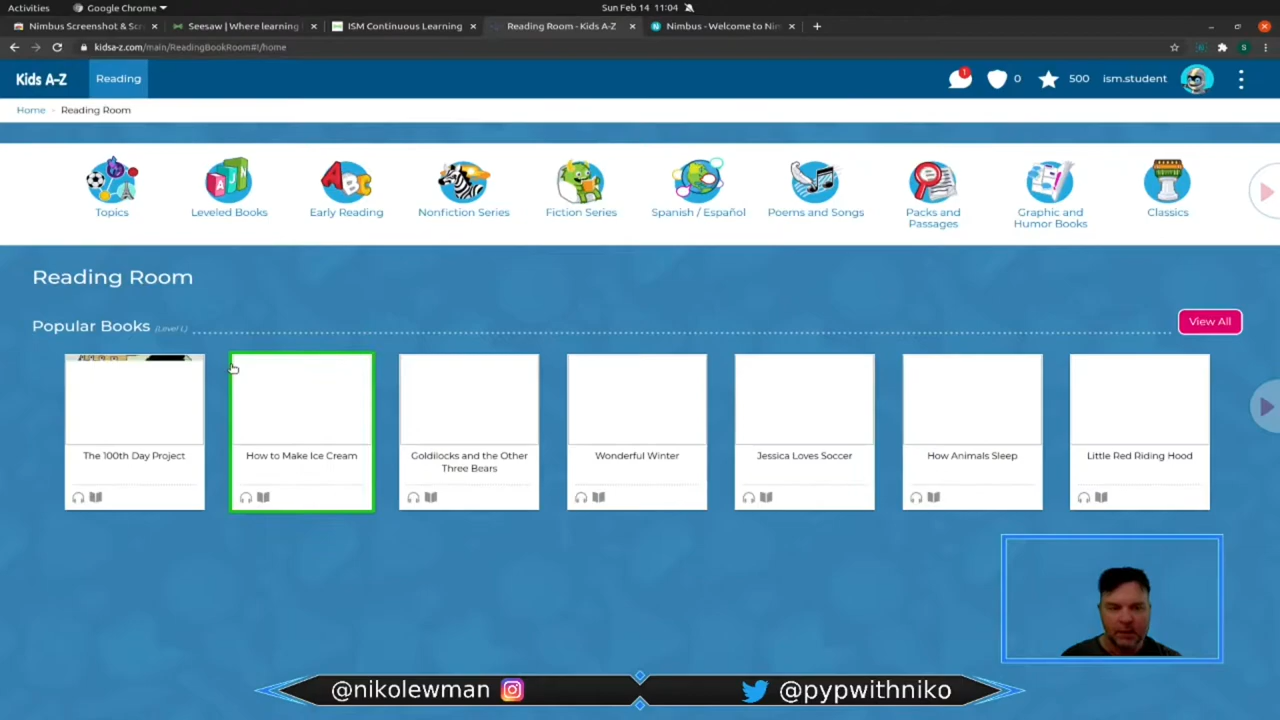 Activities
Google Chrome
Sun Feb 14 11:04
Nimbus Screenshot & Scr
Seesaw | Where learning
ISM Continuous Learning
Reading Room - Kids A-Z
Nimbus - Welcome to Nim
kidsa-z.com/main/ReadingBookRoom#!/home
Kids A-Z
Reading
1
0
500
ism.student
Home
Reading Room
Topics
Leveled Books
Early Reading
Nonfiction Series
Fiction Series
Spanish / Español
Poems and Songs
Packs and
Passages
Graphic and
Humor Books
Classics
Reading Room
Popular Books (Level L)
View All
The 100th Day Project
How to Make Ice Cream
Goldilocks and the Other
Three Bears
Wonderful Winter
Jessica Loves Soccer
How Animals Sleep
Little Red Riding Hood
@nikolewman
@pypwithniko